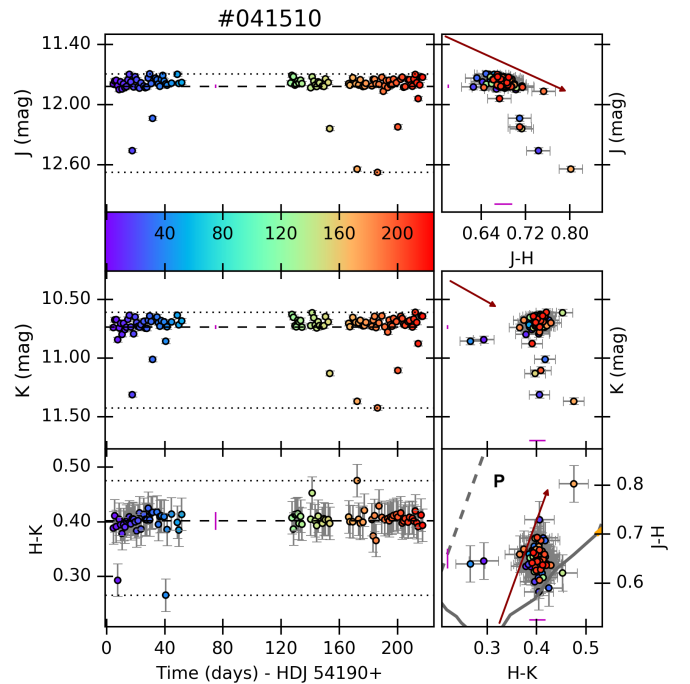 #041510
11.40
12.00
12.60
J (mag)
J (mag)
40 80 120 160 200
0.64 0.72 0.80
J-H
10.50
11.00
11.50
K (mag)
K (mag)
0.50
0.40
0.30
H-K
P
0.8
0.7
0.6
J-H
0 40 80 120 160 200
0.3 0.4 0.5
Time (days) - HDJ 54190+
H-K